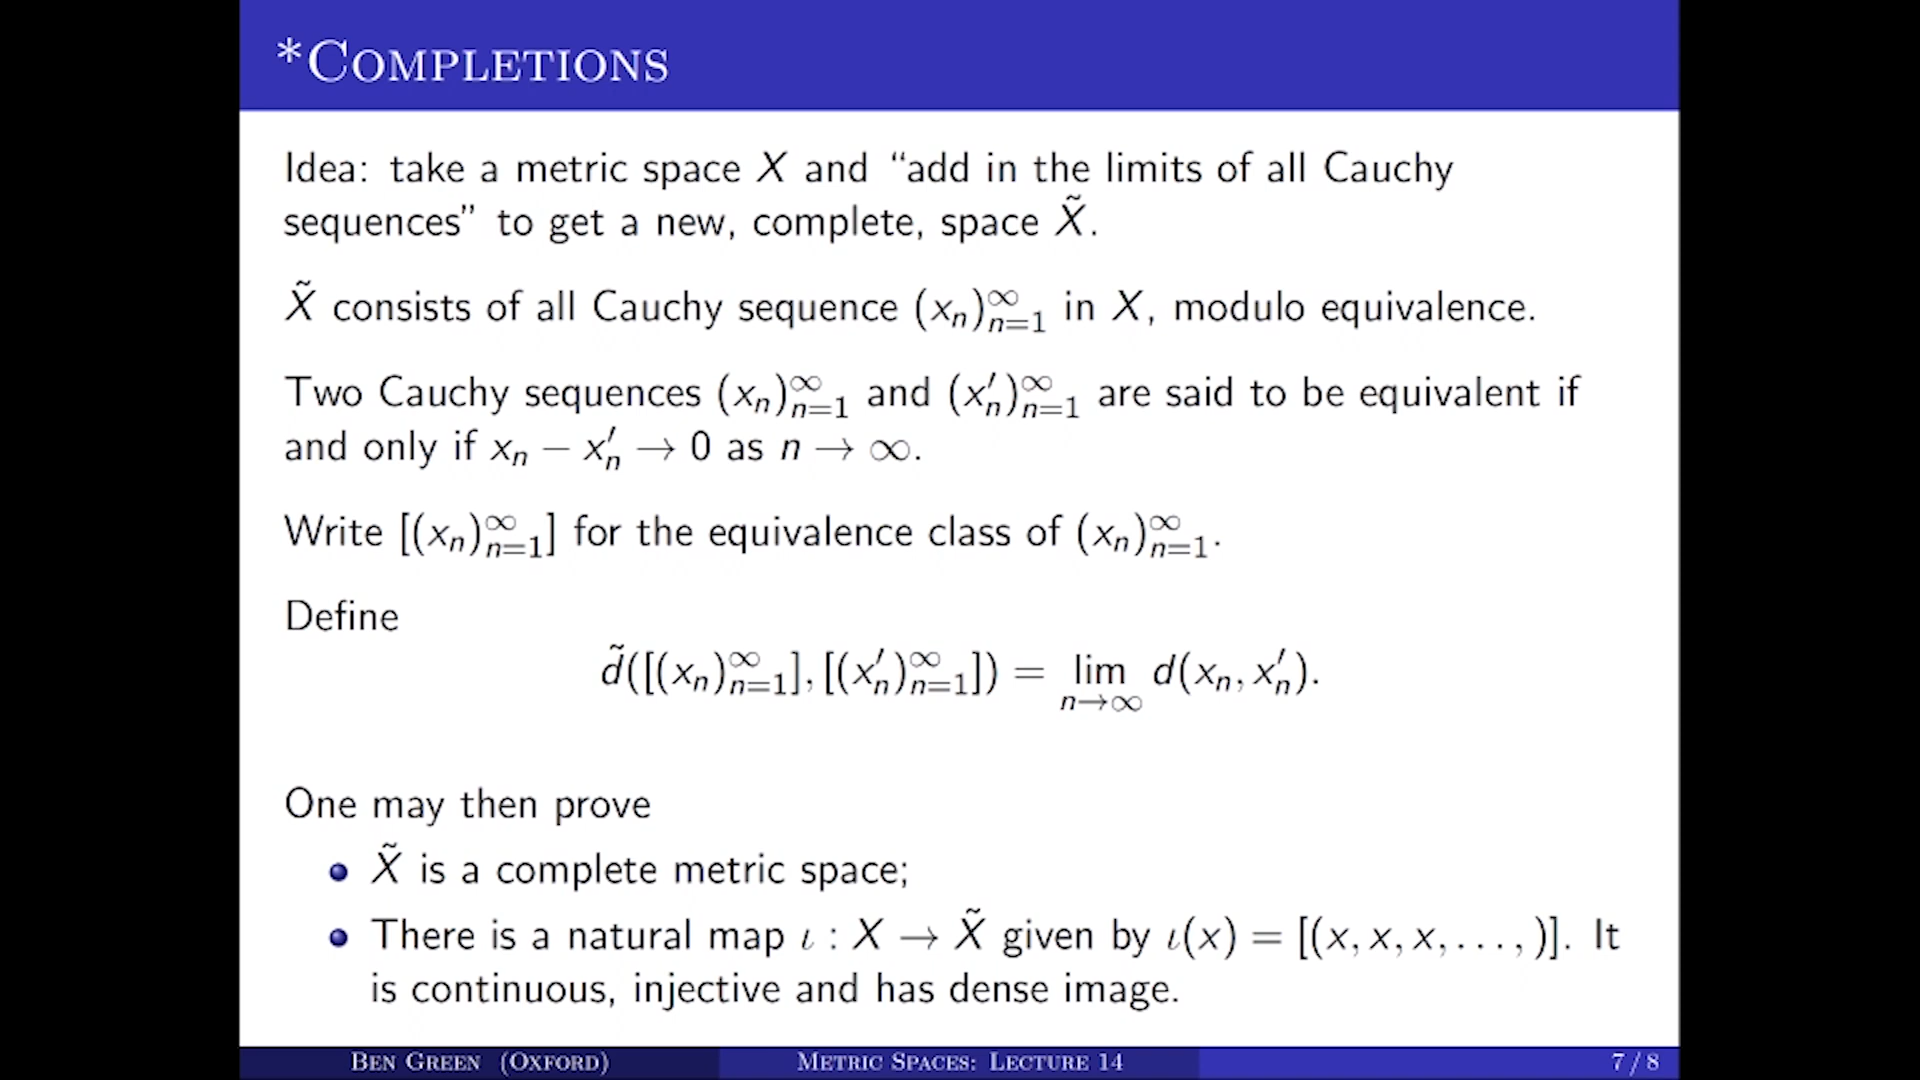 *Completions
Idea: take a metric space X and “add in the limits of all Cauchy
sequences” to get a new, complete, space X̃.
X̃ consists of all Cauchy sequence (xₙ)∞ₙ₌₁ in X, modulo equivalence.
Two Cauchy sequences (xₙ)∞ₙ₌₁ and (x′ₙ)∞ₙ₌₁ are said to be equivalent if
and only if xₙ − x′ₙ → 0 as n → ∞.
Write [(xₙ)∞ₙ₌₁] for the equivalence class of (xₙ)∞ₙ₌₁.
Define
d̃([(xₙ)∞ₙ₌₁], [(x′ₙ)∞ₙ₌₁]) = lim n→∞ d(xₙ, x′ₙ).
One may then prove
• X̃ is a complete metric space;
• There is a natural map ι : X → X̃ given by ι(x) = [(x, x, x, . . . , )]. It
is continuous, injective and has dense image.
Ben Green (Oxford) Metric Spaces: Lecture 14 7 / 8